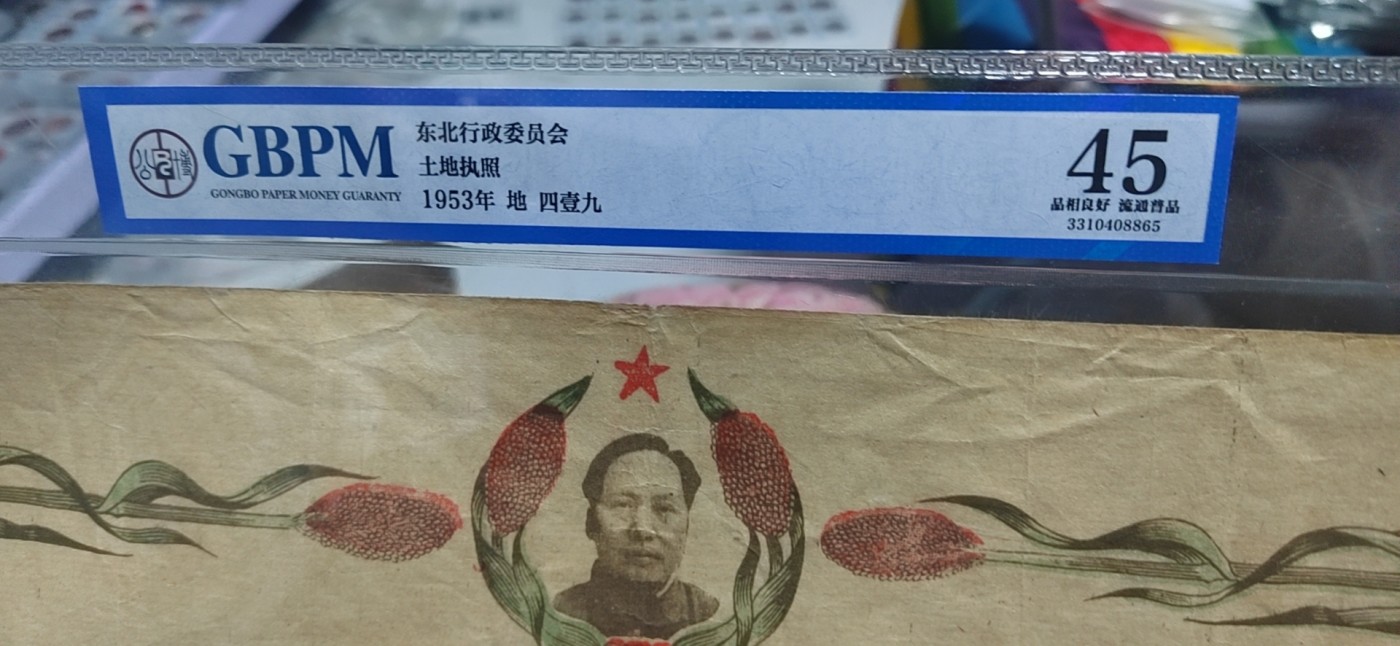 GBPM
GONGBO PAPER MONEY GUARANTY
东北行政委员会
土地执照
1953年 地 四壹九
45
品相良好 流通普品
3310408865